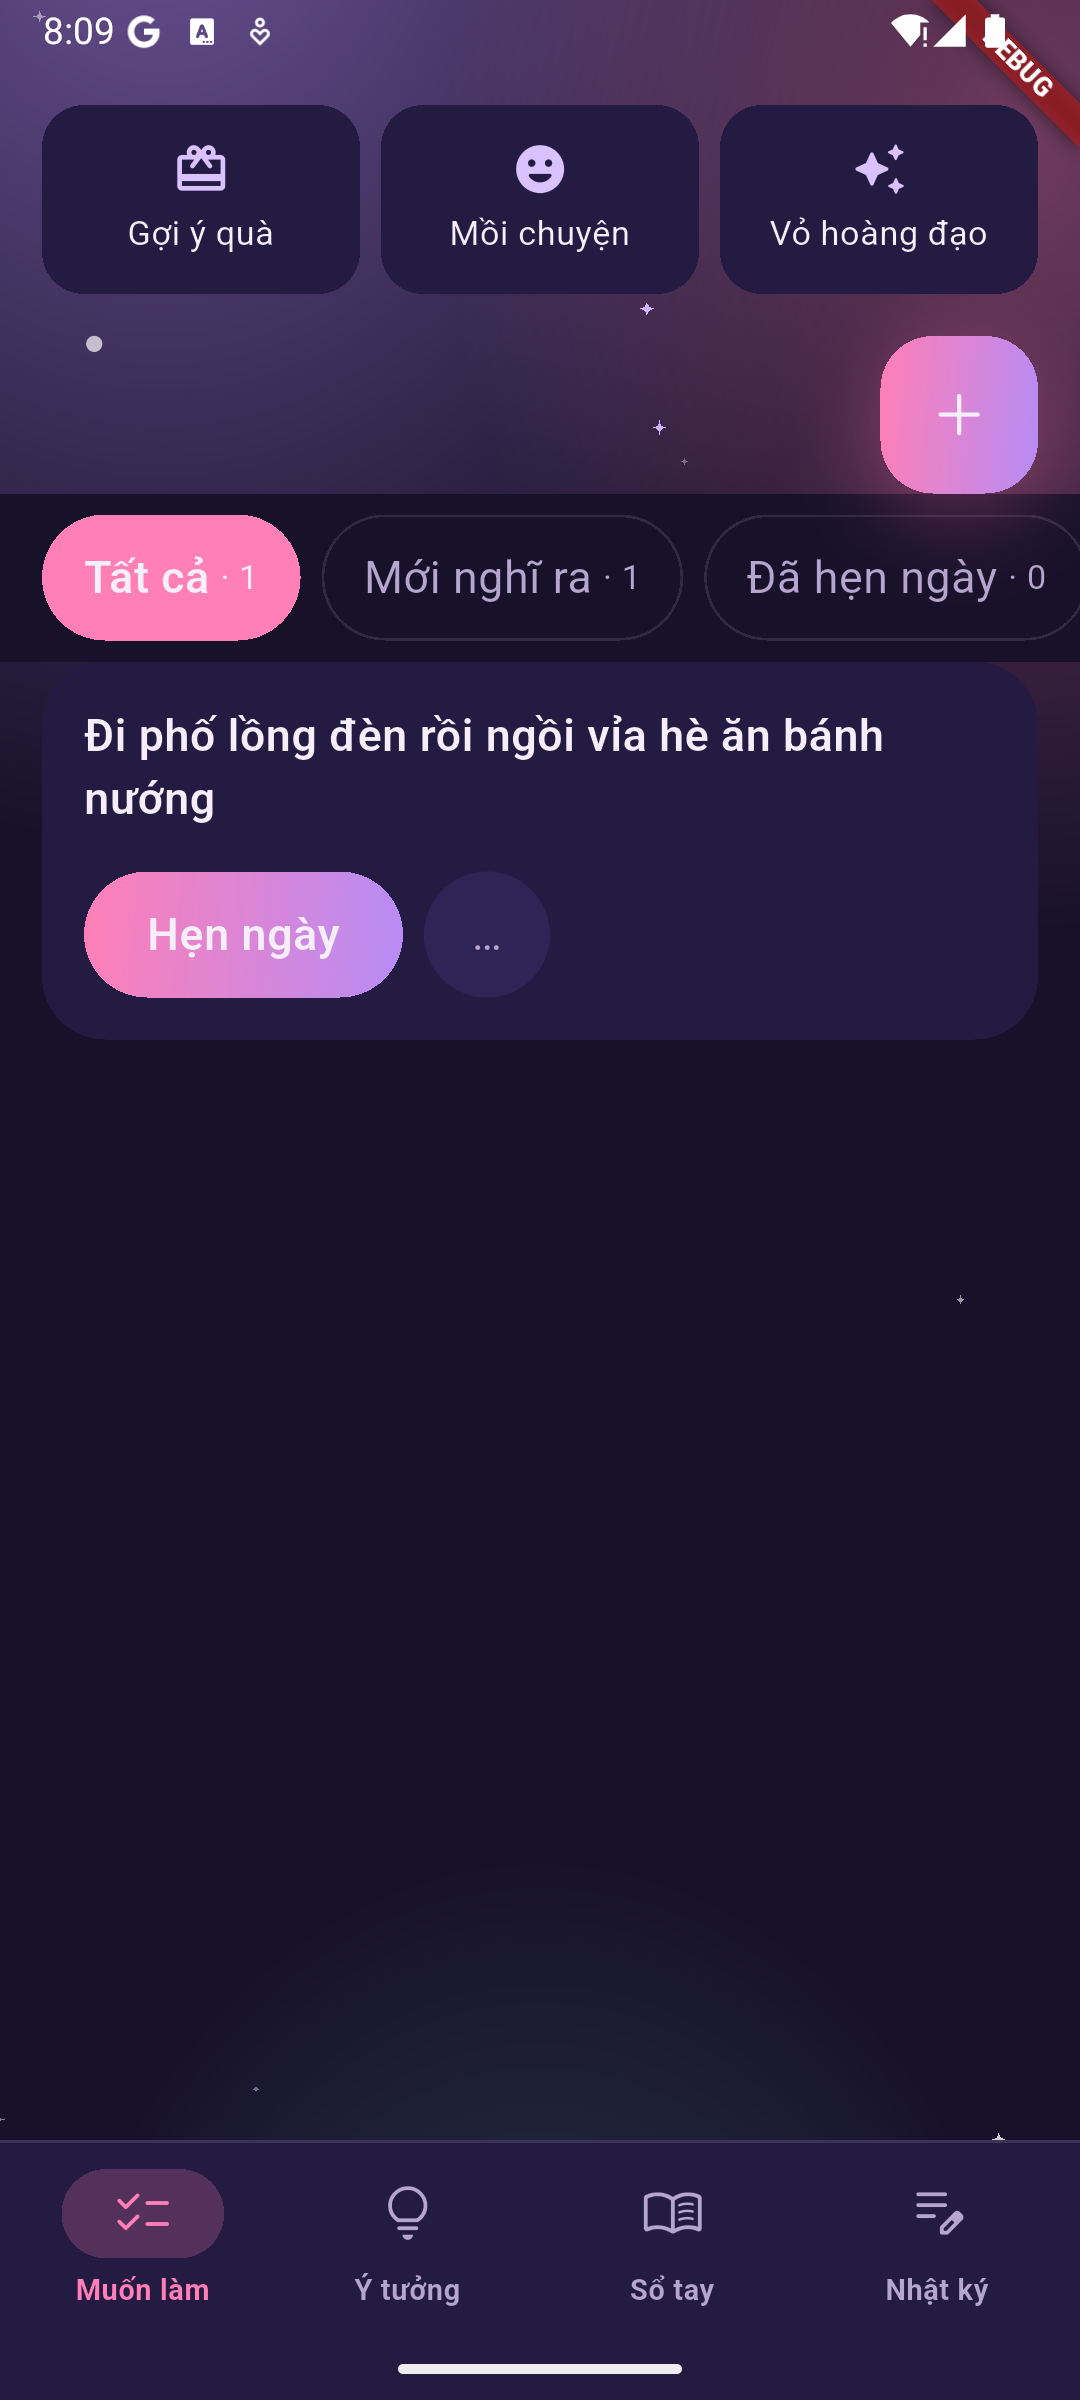 8:09
EBUG
Gợi ý quà
Mồi chuyện
Vỏ hoàng đạo
Tất cả · 1
Mới nghĩ ra · 1
Đã hẹn ngày · 0
Đi phố lồng đèn rồi ngồi vỉa hè ăn bánh
nướng
Hẹn ngày
...
Muốn làm
Ý tưởng
Sổ tay
Nhật ký